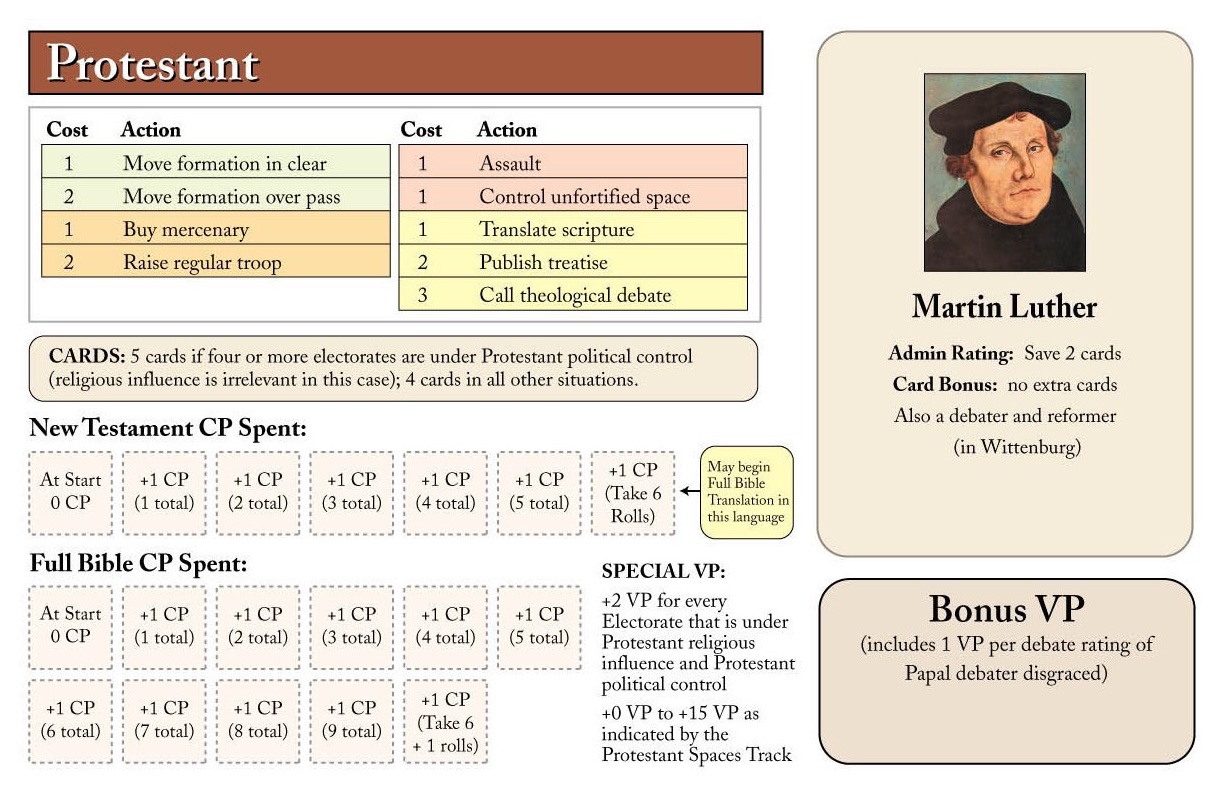 Protestant
Cost Action
1 Move formation in clear
2 Move formation over pass
1 Buy mercenary
2 Raise regular troop
Cost Action
1 Assault
1 Control unfortified space
1 Translate scripture
2 Publish treatise
3 Call theological debate
CARDS: 5 cards if four or more electorates are under Protestant political control
(religious influence is irrelevant in this case); 4 cards in all other situations.
New Testament CP Spent:
At Start
0 CP
+1 CP
(1 total)
+1 CP
(2 total)
+1 CP
(3 total)
+1 CP
(4 total)
+1 CP
(5 total)
+1 CP
(Take 6
Rolls)
May begin
Full Bible
Translation in
this language
Full Bible CP Spent:
At Start
0 CP
+1 CP
(1 total)
+1 CP
(2 total)
+1 CP
(3 total)
+1 CP
(4 total)
+1 CP
(5 total)
+1 CP
(6 total)
+1 CP
(7 total)
+1 CP
(8 total)
+1 CP
(9 total)
+1 CP
(Take 6
+ 1 rolls)
SPECIAL VP:
+2 VP for every
Electorate that is under
Protestant religious
influence and Protestant
political control
+0 VP to +15 VP as
indicated by the
Protestant Spaces Track
Martin Luther
Admin Rating: Save 2 cards
Card Bonus: no extra cards
Also a debater and reformer
(in Wittenburg)
Bonus VP
(includes 1 VP per debate rating of
Papal debater disgraced)